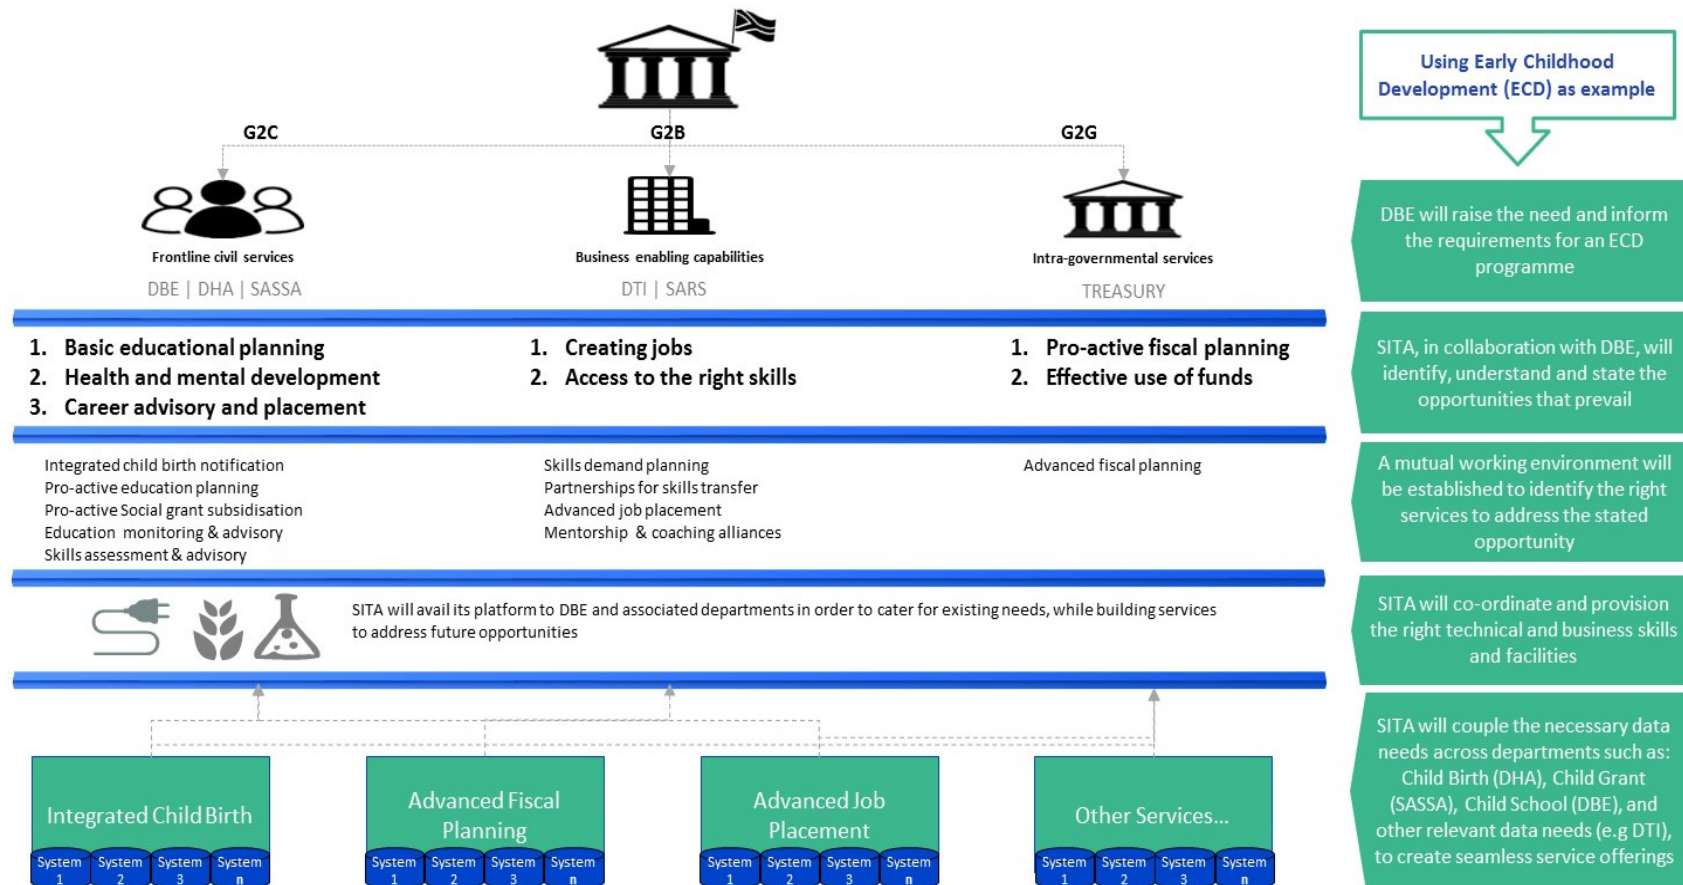 G2C
G2B
G2G
Frontline civil services
DBE | DHA | SASSA
Business enabling capabilities
DTI | SARS
Intra-governmental services
TREASURY
1. Basic educational planning
2. Health and mental development
3. Career advisory and placement
1. Creating jobs
2. Access to the right skills
1. Pro-active fiscal planning
2. Effective use of funds
Integrated child birth notification
Pro-active education planning
Pro-active Social grant subsidisation
Education monitoring & advisory
Skills assessment & advisory
Skills demand planning
Partnerships for skills transfer
Advanced job placement
Mentorship & coaching alliances
Advanced fiscal planning
SITA will avail its platform to DBE and associated departments in order to cater for existing needs, while building services
to address future opportunities
Integrated Child Birth
System
1
System
2
System
3
System
n
Advanced Fiscal
Planning
System
1
System
2
System
3
System
n
Advanced Job
Placement
System
1
System
2
System
3
System
n
Other Services...
System
1
System
2
System
3
System
n
Using Early Childhood
Development (ECD) as example
DBE will raise the need and inform
the requirements for an ECD
programme
SITA, in collaboration with DBE, will
identify, understand and state the
opportunities that prevail
A mutual working environment will
be established to identify the right
services to address the stated
opportunity
SITA will co-ordinate and provision
the right technical and business skills
and facilities
SITA will couple the necessary data
needs across departments such as:
Child Birth (DHA), Child Grant
(SASSA), Child School (DBE), and
other relevant data needs (e.g DTI),
to create seamless service offerings